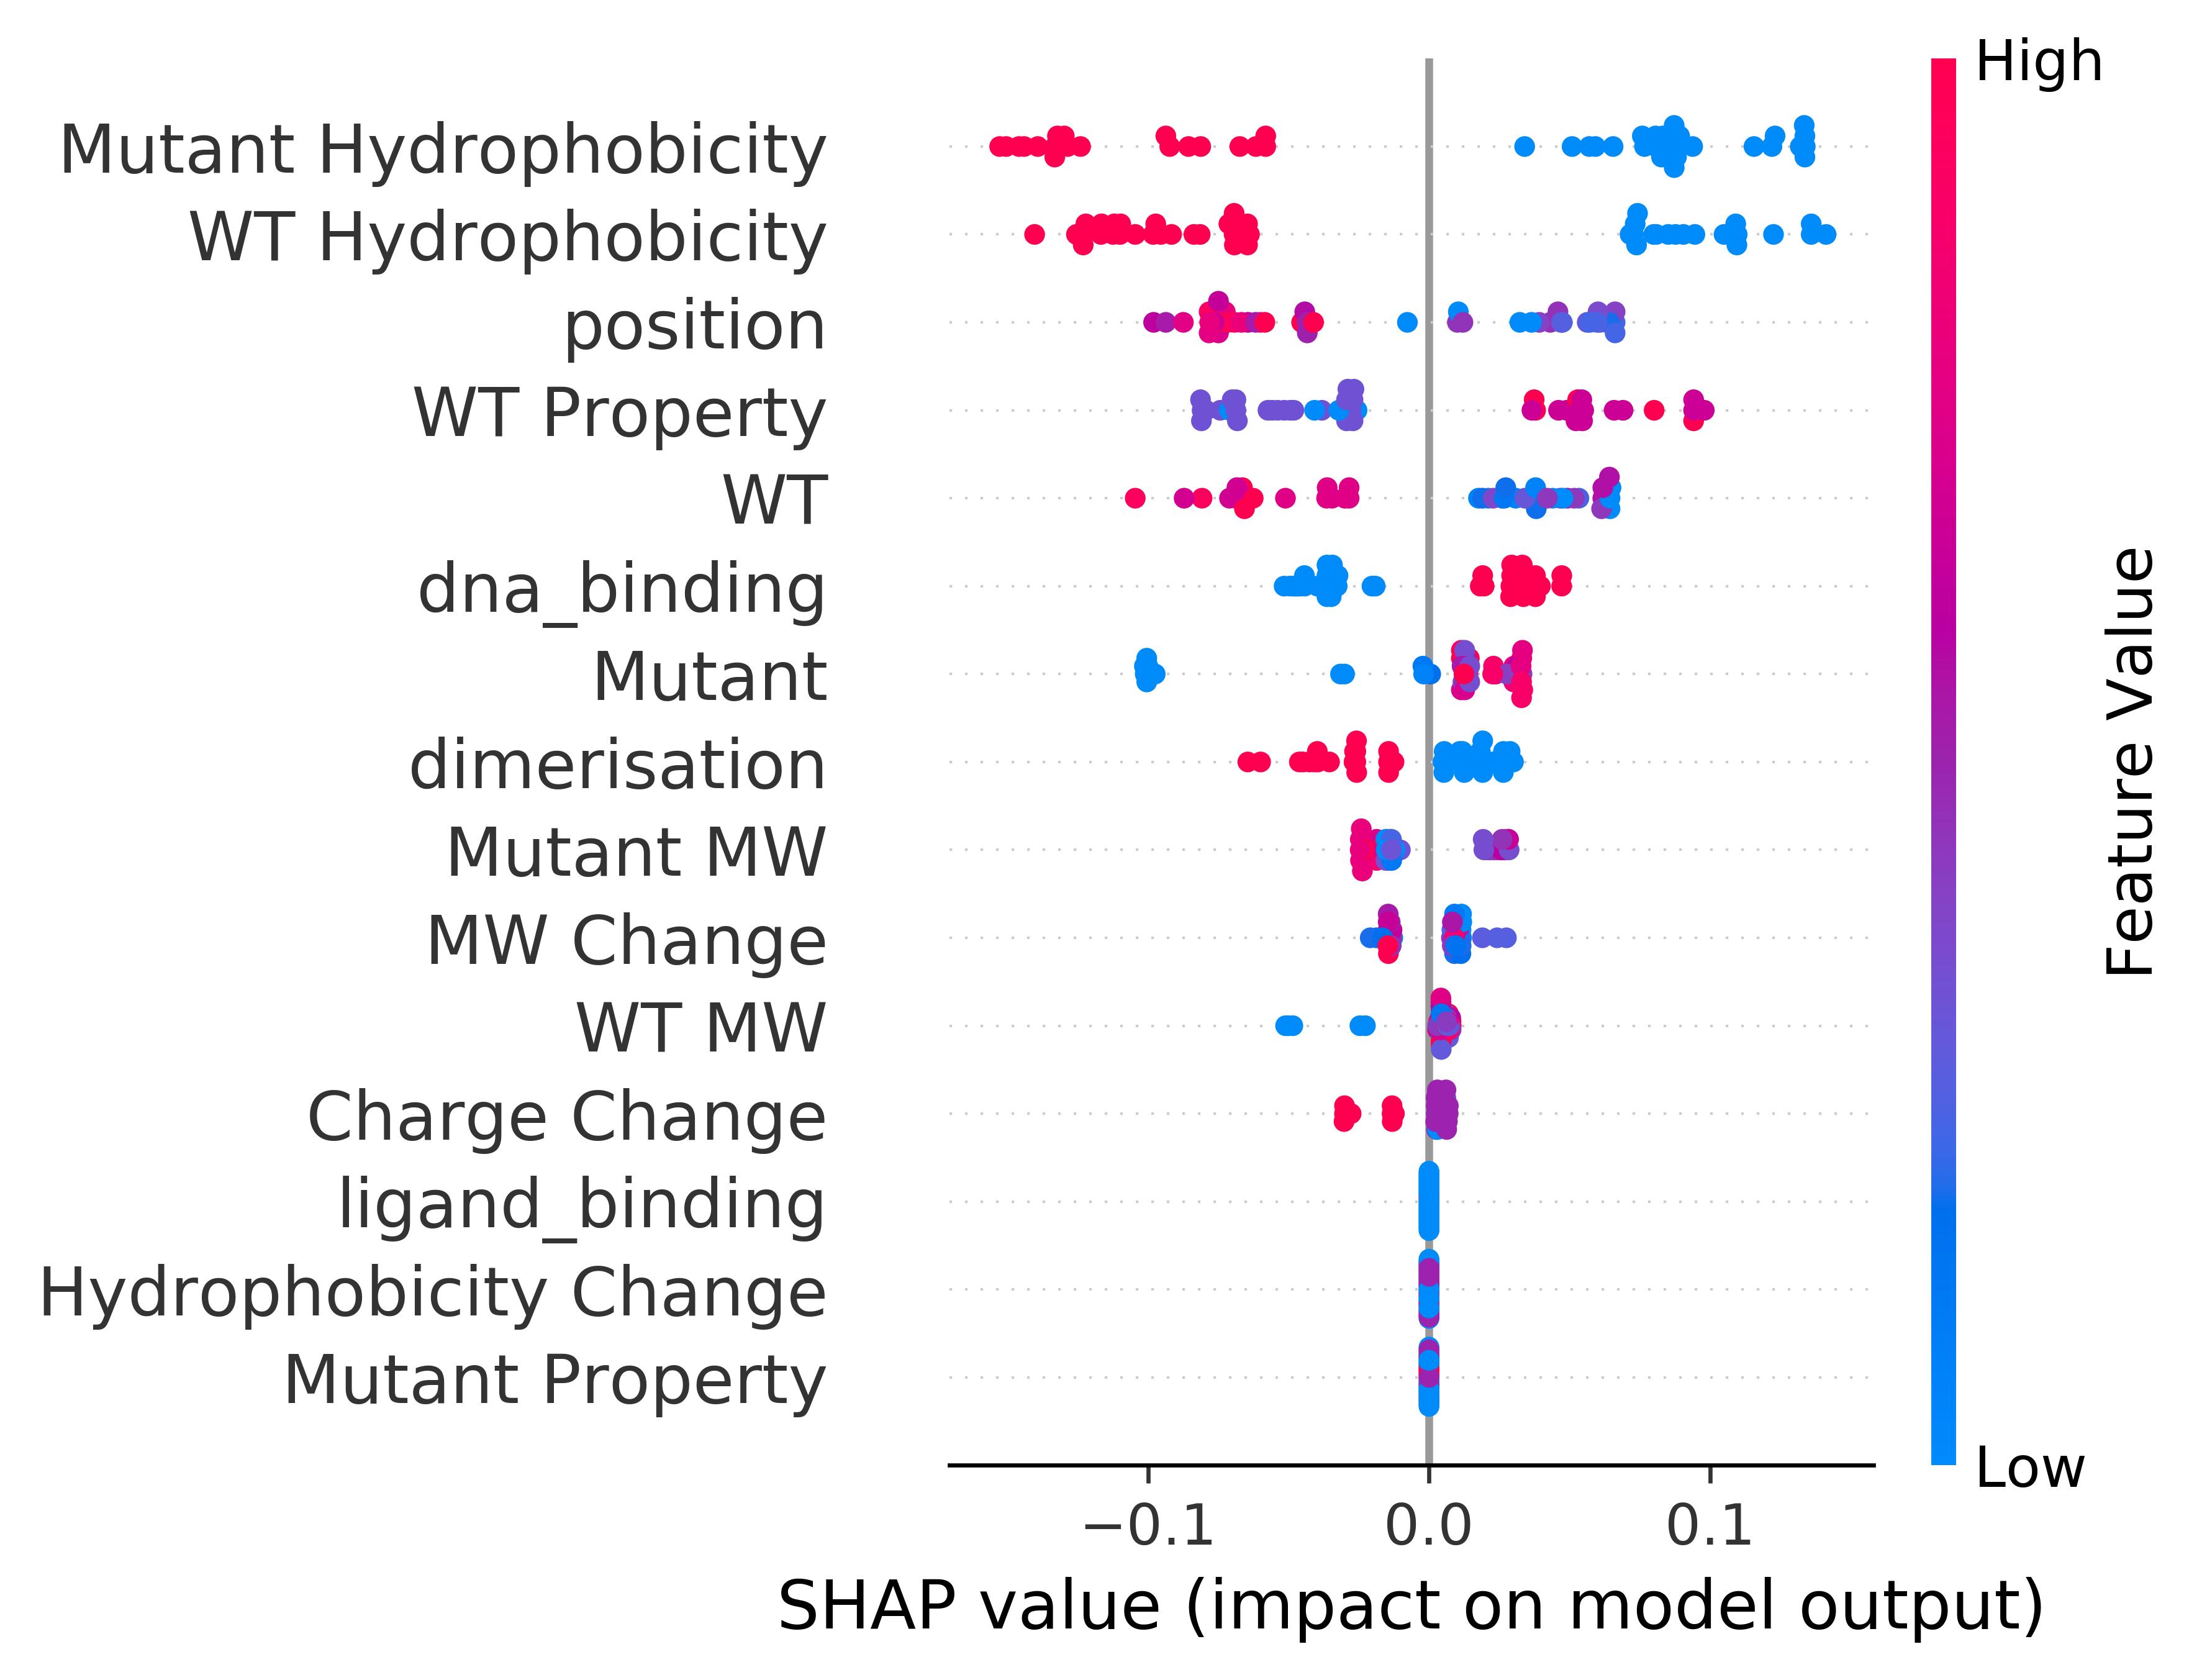 High
Mutant Hydrophobicity
WT Hydrophobicity
position
WT Property
WT
dna_binding
Mutant
dimerisation
Mutant MW
MW Change
WT MW
Charge Change
ligand_binding
Hydrophobicity Change
Mutant Property
Feature Value
Low
−0.1 0.0 0.1
SHAP value (impact on model output)